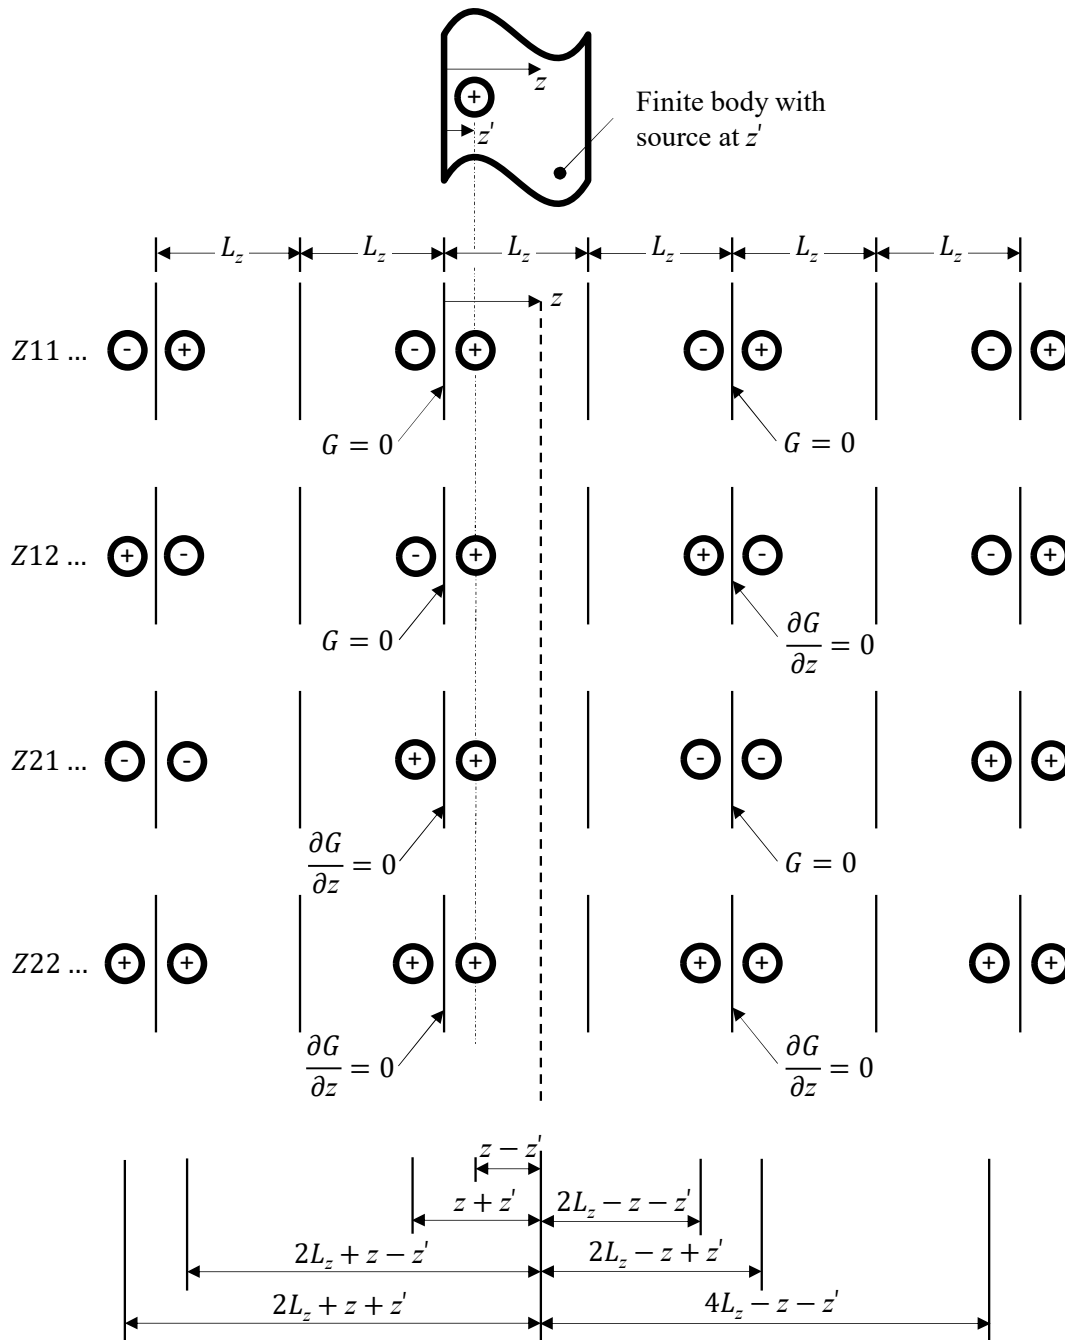 z
+
z'
Finite body with
source at z'
L_z L_z L_z L_z L_z L_z
z
Z11 ... - + - + - + - +
G = 0 G = 0
Z12 ... + - - + + - - +
G = 0 ∂G/∂z = 0
Z21 ... - - + + - - + +
∂G/∂z = 0 G = 0
Z22 ... + + + + + + + +
∂G/∂z = 0 ∂G/∂z = 0
z − z'
z + z' 2L_z − z − z'
2L_z + z − z' 2L_z − z + z'
2L_z + z + z' 4L_z − z − z'